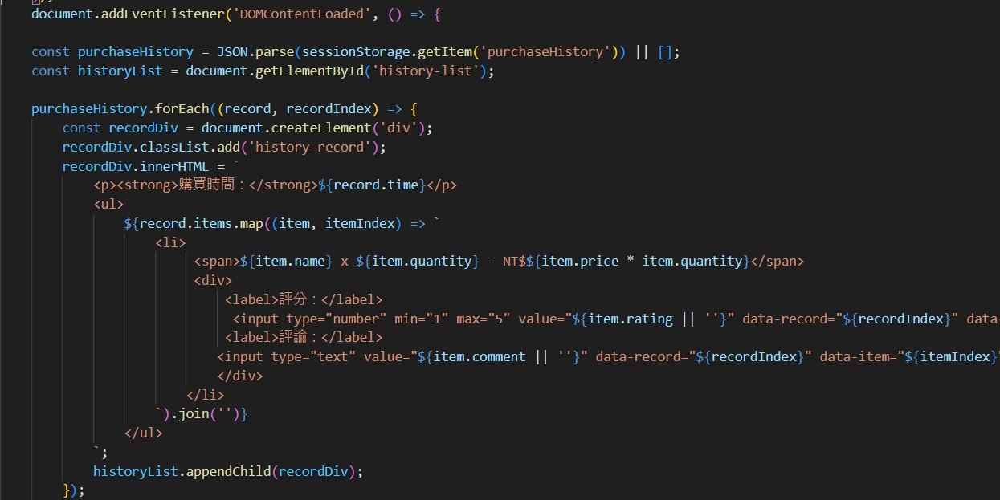 document.addEventListener('DOMContentLoaded', () => {
const purchaseHistory = JSON.parse(sessionStorage.getItem('purchaseHistory')) || [];
const historyList = document.getElementById('history-list');
purchaseHistory.forEach((record, recordIndex) => {
const recordDiv = document.createElement('div');
recordDiv.classList.add('history-record');
recordDiv.innerHTML = `
<p><strong>購買時間：</strong>${record.time}</p>
<ul>
${record.items.map((item, itemIndex) => `
<li>
<span>${item.name} x ${item.quantity} - NT$${item.price * item.quantity}</span>
<div>
<label>評分：</label>
<input type="number" min="1" max="5" value="${item.rating || ''}" data-record="${recordIndex}" data-
<label>評論：</label>
<input type="text" value="${item.comment || ''}" data-record="${recordIndex}" data-item="${itemIndex}"
</div>
</li>
`).join('')}
</ul>
`;
historyList.appendChild(recordDiv);
});